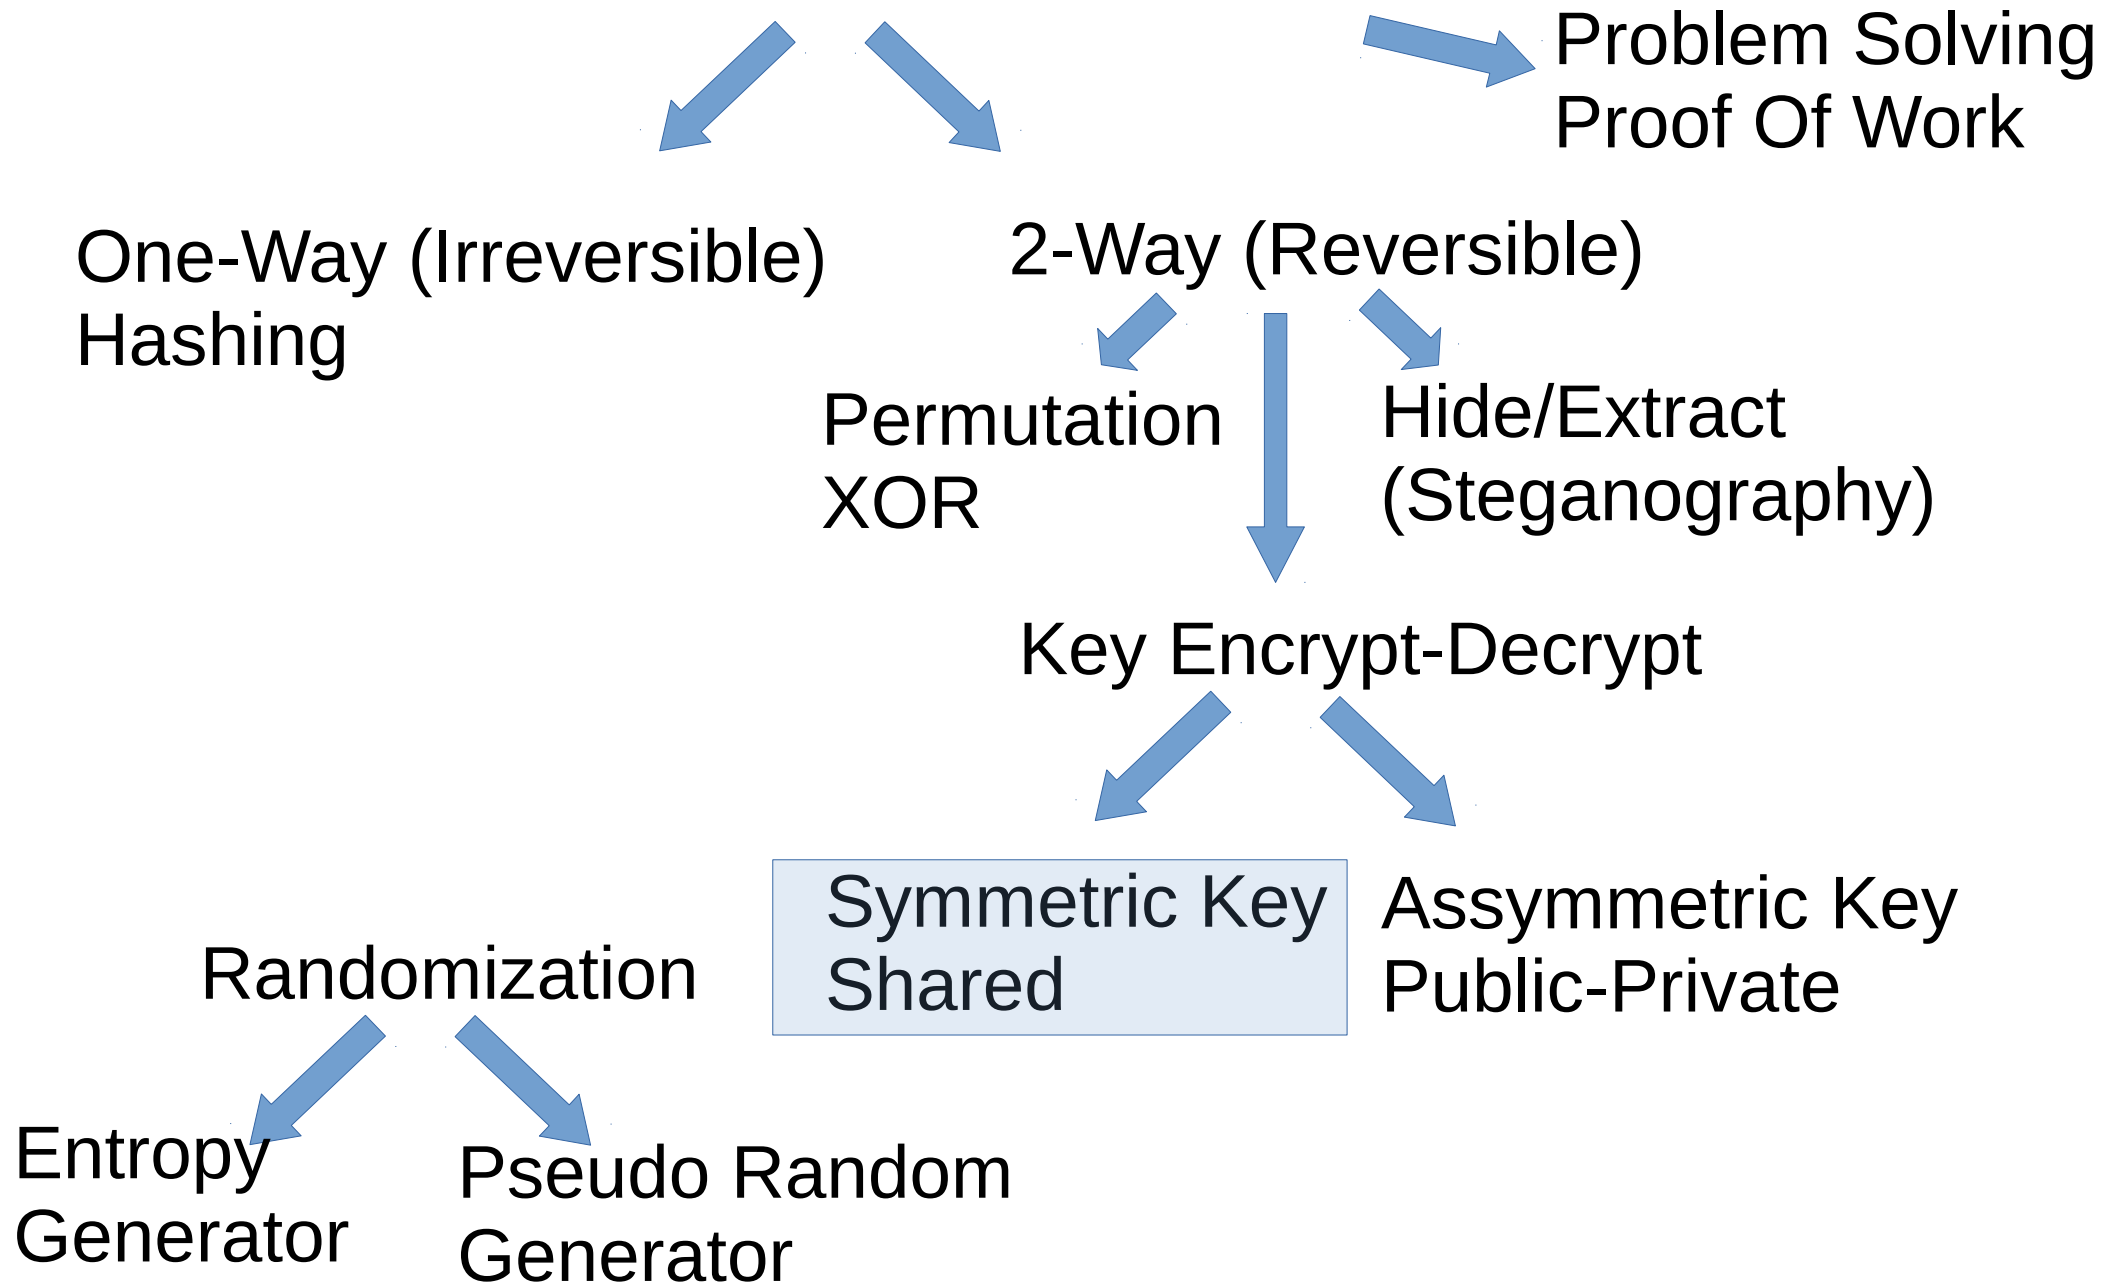 Problem Solving
Proof Of Work
One-Way (Irreversible)
Hashing
2-Way (Reversible)
Permutation
XOR
Hide/Extract
(Steganography)
Key Encrypt-Decrypt
Symmetric Key
Shared
Assymmetric Key
Public-Private
Randomization
Entropy
Generator
Pseudo Random
Generator